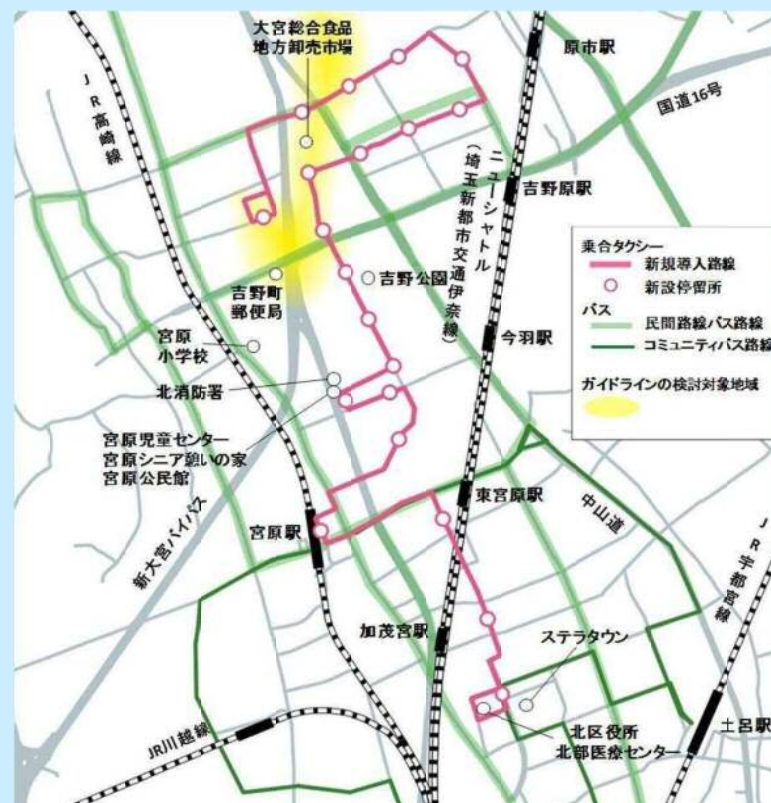 大宮総合食品
地方卸売市場
原市駅
JR高崎線
国道16号
ニューシャトル
（埼玉新都市交通伊奈線）
吉野原駅
乗合タクシー
新規導入路線
新設停留所
バス
民間路線バス路線
コミュニティバス路線
ガイドラインの検討対象地域
吉野公園
吉野町
郵便局
今羽駅
宮原
小学校
北消防署
宮原児童センター
宮原シニア憩いの家
宮原公民館
東宮原駅
中山道
宮原駅
新大宮バイパス
JR宇都宮線
加茂宮駅
ステラタウン
北区役所
北部医療センター
土呂駅
JR川越線